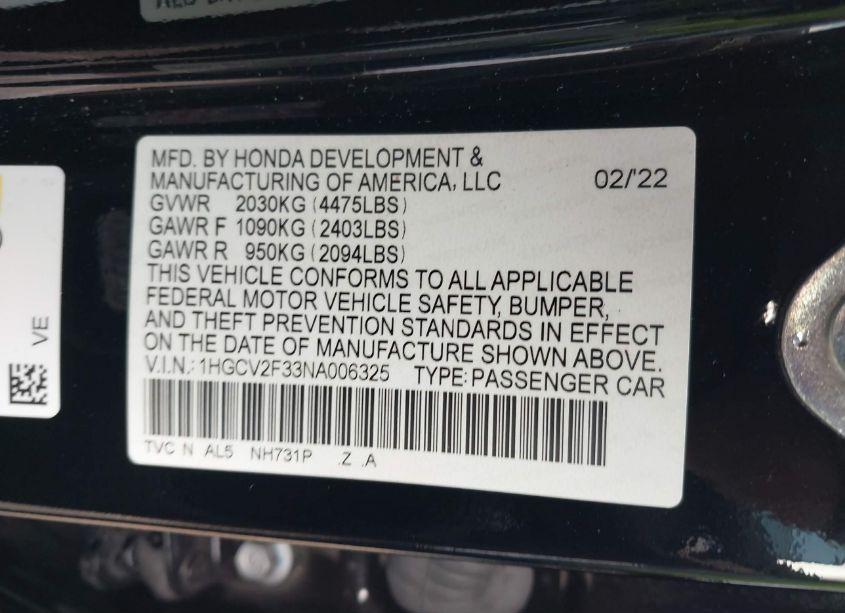 MFD. BY HONDA DEVELOPMENT &
MANUFACTURING OF AMERICA, LLC 02/'22
GVWR 2030KG (4475LBS)
GAWR F 1090KG (2403LBS)
GAWR R 950KG (2094LBS)
THIS VEHICLE CONFORMS TO ALL APPLICABLE
FEDERAL MOTOR VEHICLE SAFETY, BUMPER,
AND THEFT PREVENTION STANDARDS IN EFFECT
ON THE DATE OF MANUFACTURE SHOWN ABOVE.
V.I.N.: 1HGCV2F33NA006325 TYPE: PASSENGER CAR
TVC N AL5 NH731P .Z .A
VE